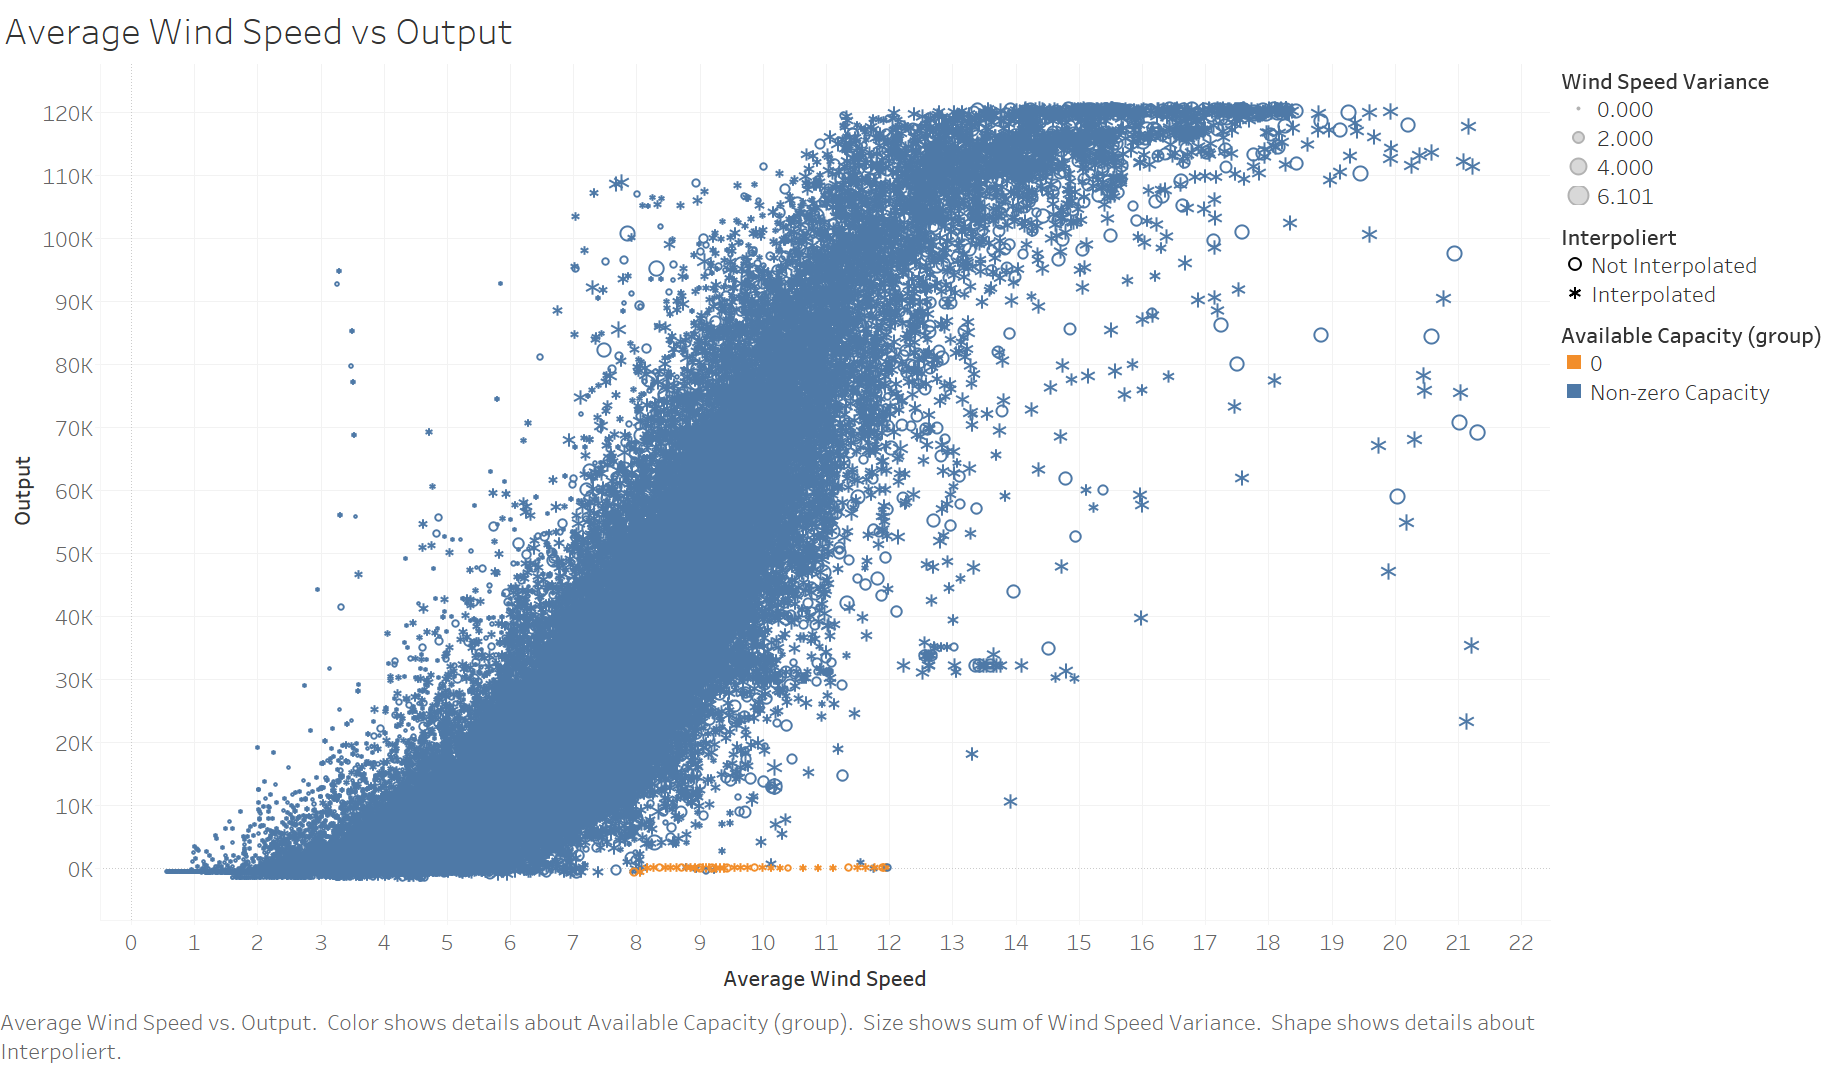 Average Wind Speed vs Output
120K
110K
100K
90K
80K
70K
60K
50K
40K
30K
20K
10K
0K
Output
0 1 2 3 4 5 6 7 8 9 10 11 12 13 14 15 16 17 18 19 20 21 22
Average Wind Speed
Wind Speed Variance
0.000
2.000
4.000
6.101
Interpoliert
Not Interpolated
Interpolated
Available Capacity (group)
0
Non-zero Capacity
Average Wind Speed vs. Output. Color shows details about Available Capacity (group). Size shows sum of Wind Speed Variance. Shape shows details about
Interpoliert.